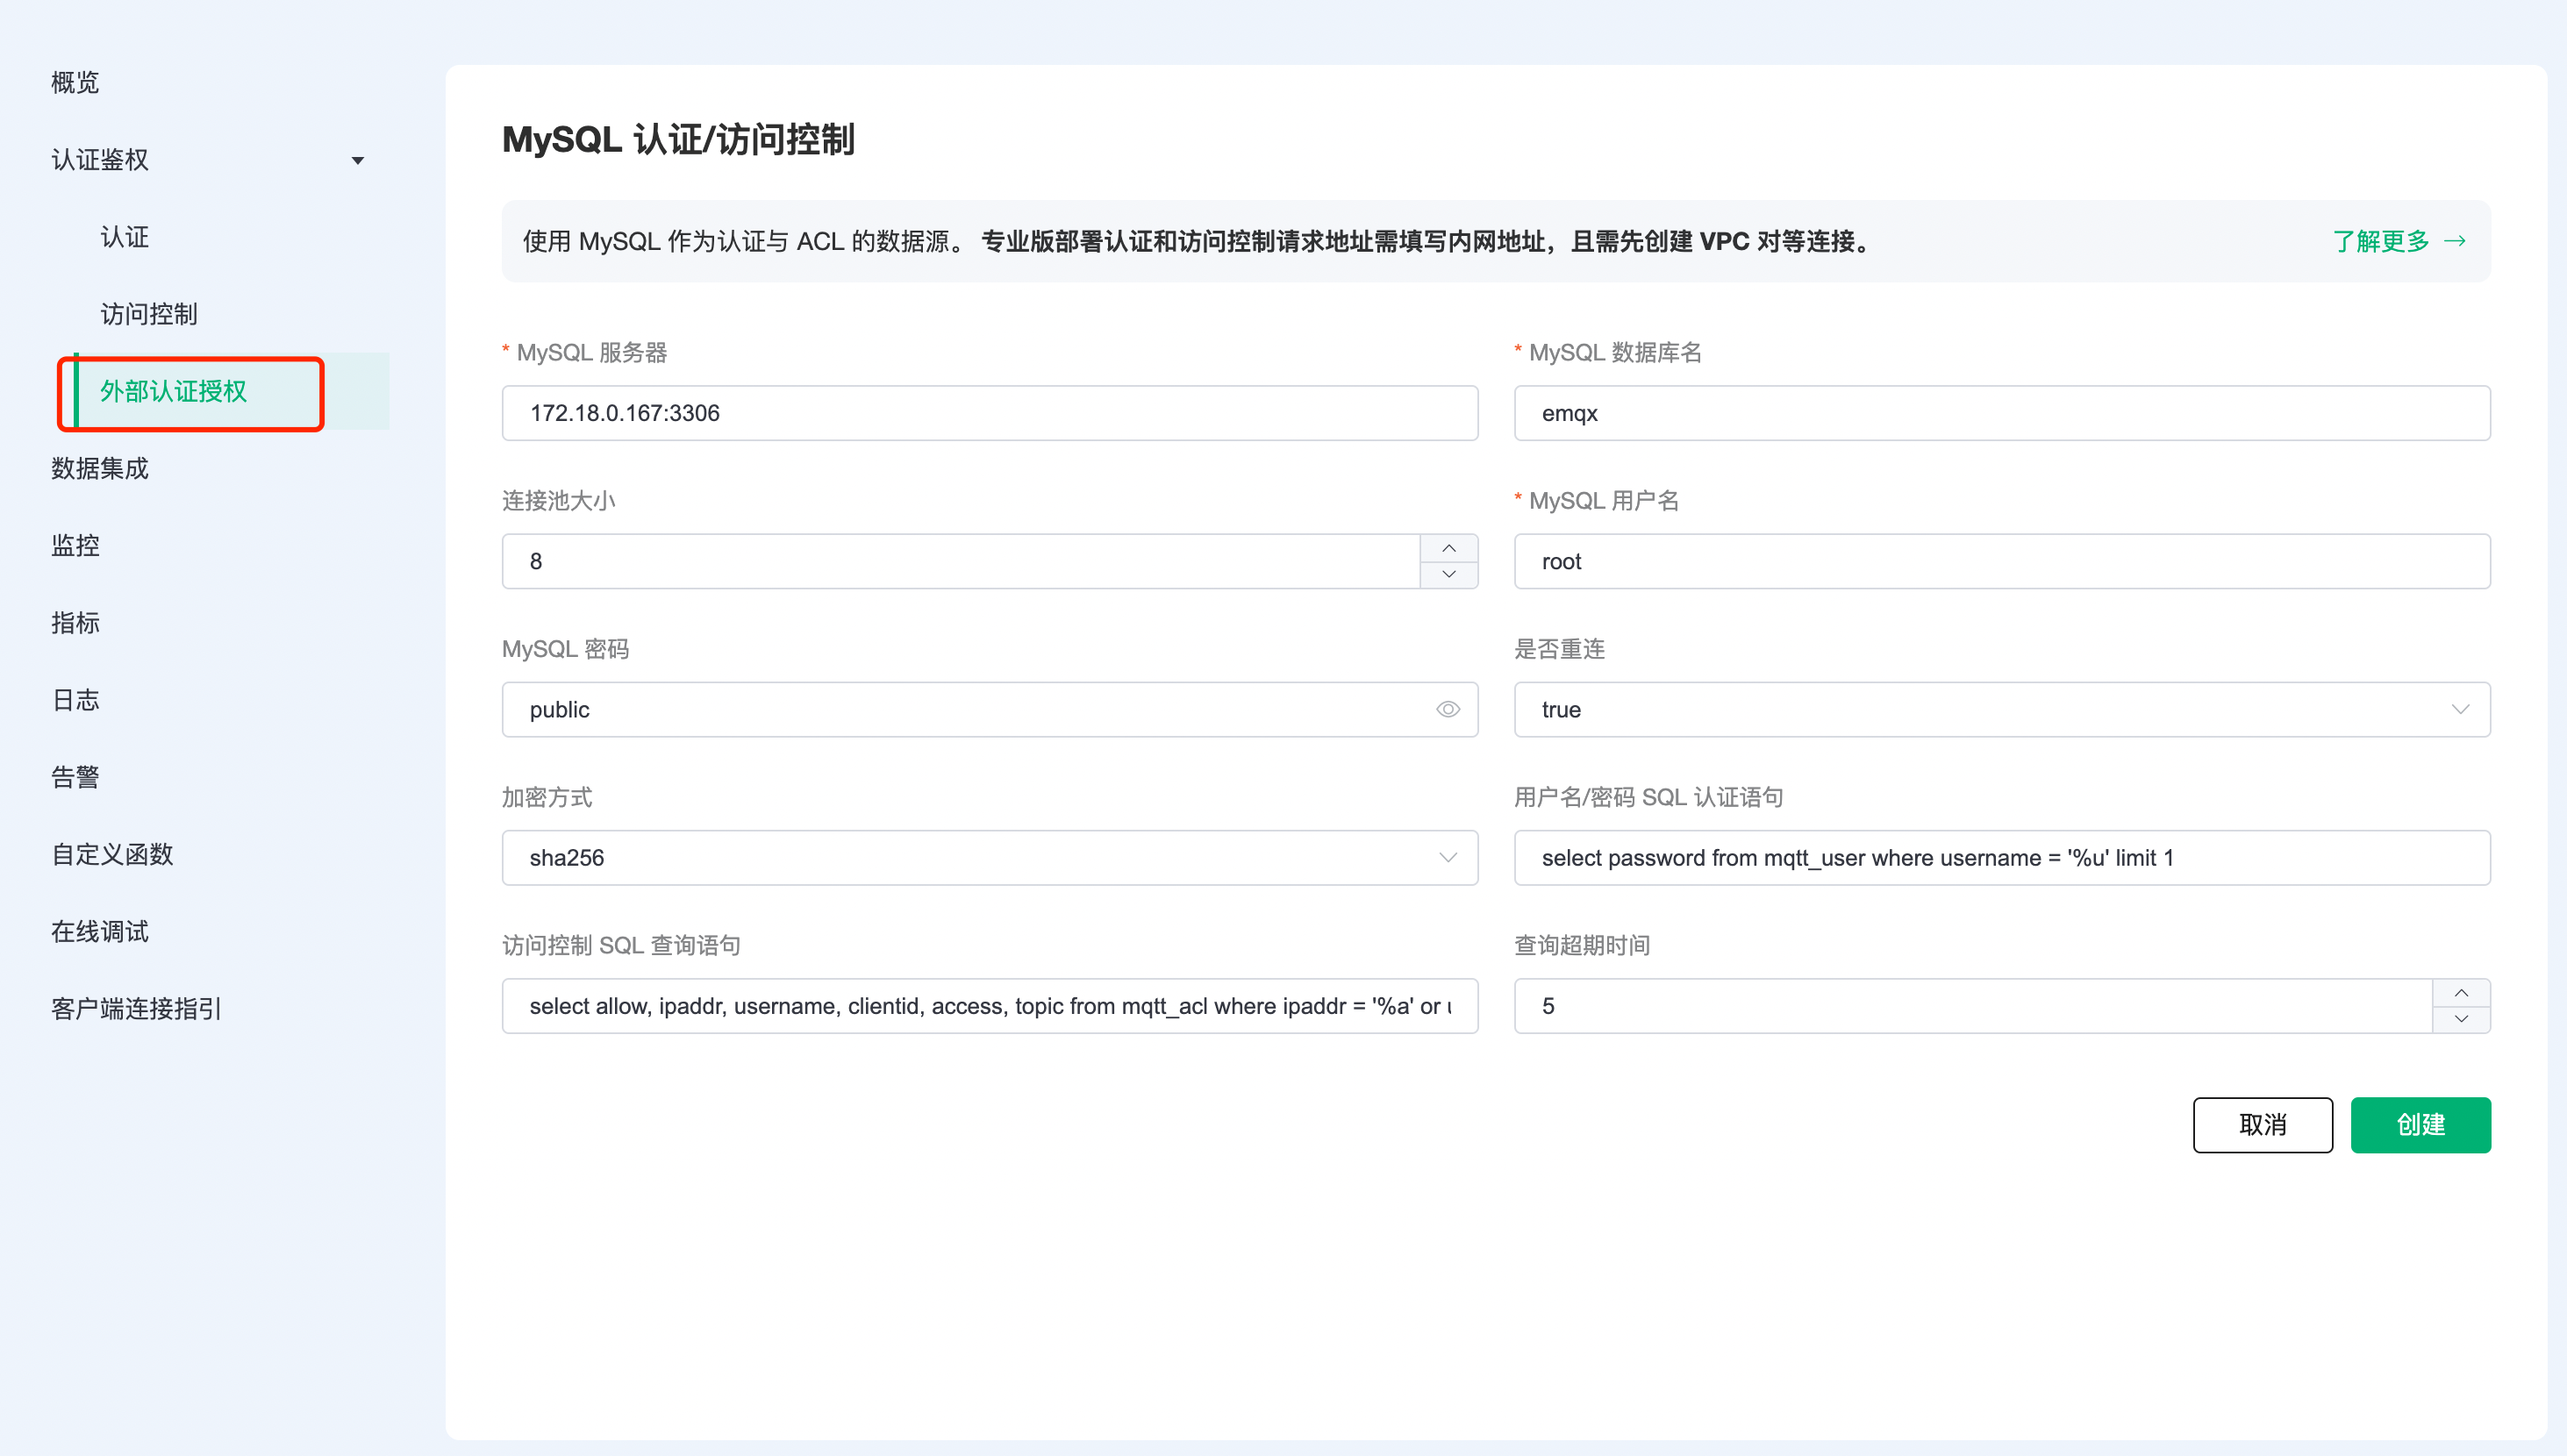 概览
认证鉴权
认证
访问控制
外部认证授权
数据集成
监控
指标
日志
告警
自定义函数
在线调试
客户端连接指引
MySQL 认证/访问控制
使用 MySQL 作为认证与 ACL 的数据源。 专业版部署认证和访问控制请求地址需填写内网地址，且需先创建 VPC 对等连接。 了解更多 →
* MySQL 服务器
172.18.0.167:3306
* MySQL 数据库名
emqx
连接池大小
8
* MySQL 用户名
root
MySQL 密码
public
是否重连
true
加密方式
sha256
用户名/密码 SQL 认证语句
select password from mqtt_user where username = '%u' limit 1
访问控制 SQL 查询语句
select allow, ipaddr, username, clientid, access, topic from mqtt_acl where ipaddr = '%a' or
查询超期时间
5
取消 创建